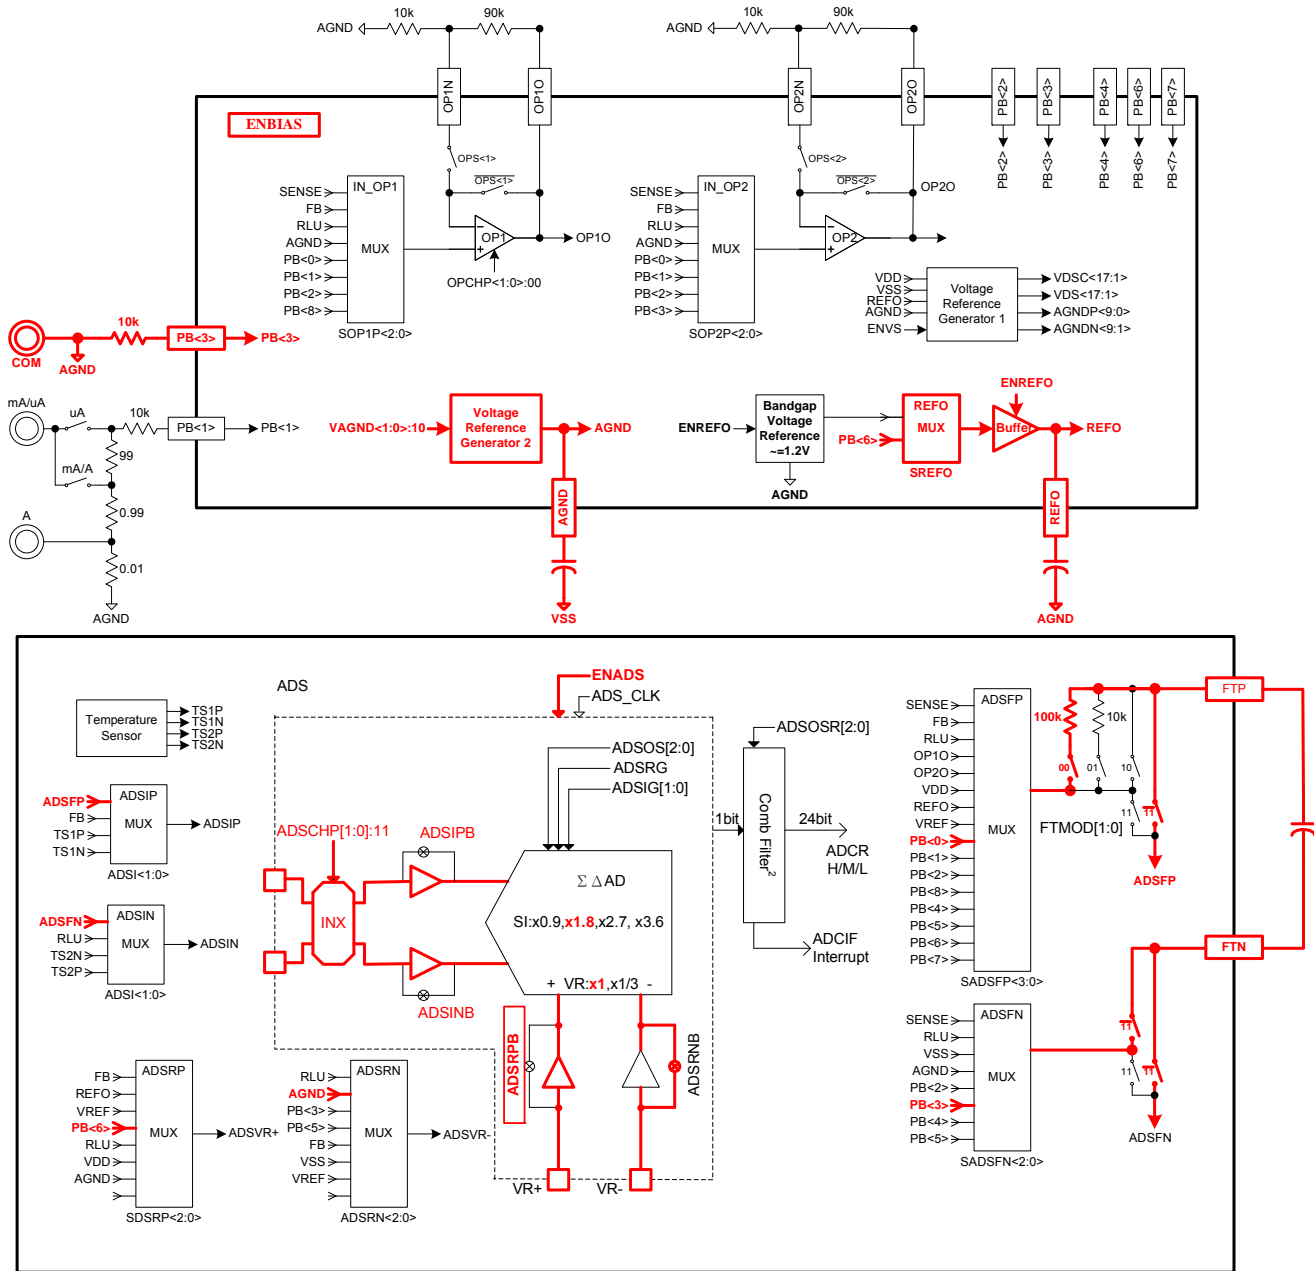 10k
90k
AGND
10k
90k
AGND
OP1N
OP1O
OP2N
OP2O
PB<2>
PB<3>
PB<4>
PB<6>
PB<7>
ENBIAS
OPS<1>
OPS<1>
OPS<2>
OPS<2>
PB<2>
PB<3>
PB<4>
PB<6>
PB<7>
SENSE
FB
RLU
AGND
PB<0>
PB<1>
PB<2>
PB<8>
IN_OP1
MUX
SOP1P<2:0>
−
+
OP1
OP1O
OPCHP<1:0>:00
SENSE
FB
RLU
AGND
PB<0>
PB<1>
PB<2>
PB<3>
IN_OP2
MUX
SOP2P<2:0>
−
+
OP2
OP2O
VDD
VSS
REFO
AGND
ENVS
Voltage
Reference
Generator 1
VDSC<17:1>
VDS<17:1>
AGNDP<9:0>
AGNDN<9:1>
COM
AGND
10k
PB<3>
PB<3>
mA/uA
uA
10k
PB<1>
PB<1>
99
mA/A
A
0.99
0.01
AGND
VAGND<1:0>:10
Voltage
Reference
Generator 2
AGND
AGND
VSS
ENREFO
Bandgap
Voltage
Reference
~=1.2V
AGND
PB<6>
REFO
MUX
SREFO
ENREFO
Buffer
REFO
REFO
AGND
ADS
ENADS
ADS_CLK
Temperature
Sensor
TS1P
TS1N
TS2P
TS2N
ADSFP
FB
TS1P
TS1N
ADSIP
MUX
ADSI<1:0>
ADSIP
ADSFN
RLU
TS2N
TS2P
ADSIN
MUX
ADSI<1:0>
ADSIN
FB
REFO
VREF
PB<6>
RLU
VDD
AGND
ADSRP
MUX
SDSRP<2:0>
ADSVR+
RLU
AGND
PB<3>
PB<5>
FB
VSS
VREF
ADSRN
MUX
ADSRN<2:0>
ADSVR-
ADSCHP[1:0]:11
INX
ADSIPB
ADSINB
ADSOS[2:0]
ADSRG
ADSIG[1:0]
Σ Δ AD
SI:x0.9,x1.8,x2.7, x3.6
+ VR:x1,x1/3 -
ADSRPB
ADSRNB
VR+
VR-
1bit
ADSOSR[2:0]
Comb Filter²
24bit
ADCR
H/M/L
ADCIF
Interrupt
SENSE
FB
RLU
OP1O
OP2O
VDD
REFO
VREF
PB<0>
PB<1>
PB<2>
PB<8>
PB<4>
PB<5>
PB<6>
PB<7>
ADSFP
MUX
SADSFP<3:0>
100k
10k
00
01
10
11
11
FTMOD[1:0]
ADSFP
FTP
FTN
SENSE
RLU
VSS
AGND
PB<2>
PB<3>
PB<4>
PB<5>
ADSFN
MUX
SADSFN<2:0>
11
11
11
ADSFN